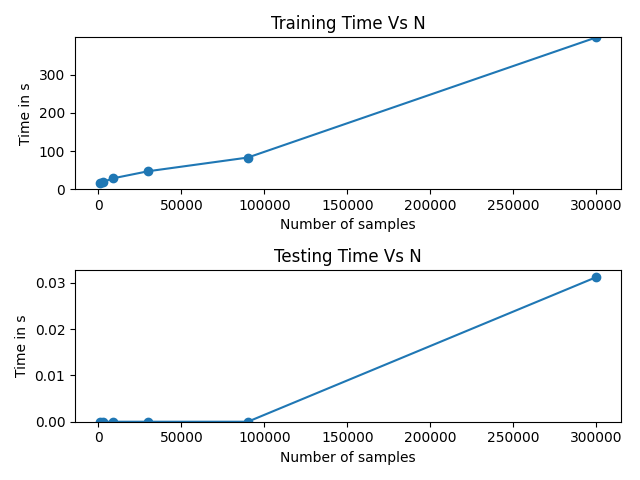 Training Time Vs N
300
200
100
0
Time in s
0 50000 100000 150000 200000 250000 300000
Number of samples
Testing Time Vs N
0.03
0.02
0.01
0.00
Time in s
0 50000 100000 150000 200000 250000 300000
Number of samples